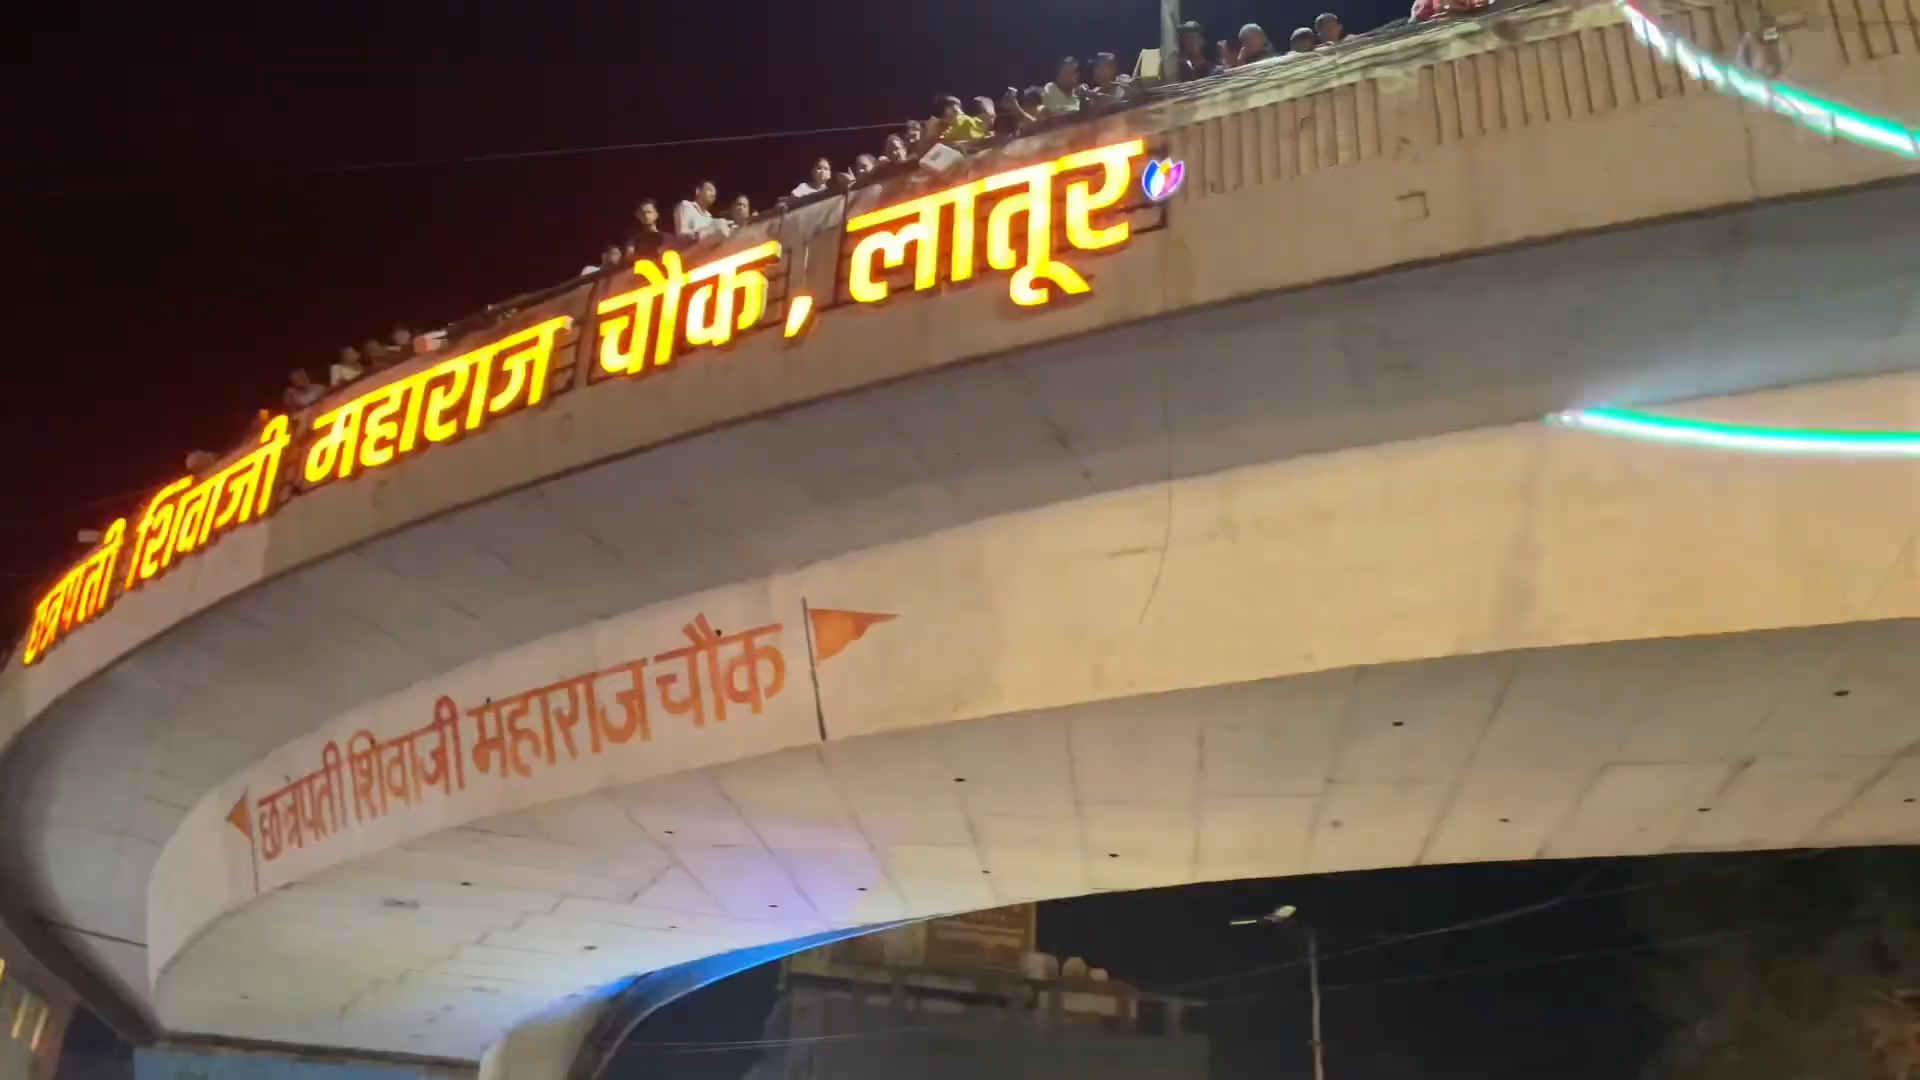 छत्रपती शिवाजी महाराज चौक, लातूर
छत्रपती शिवाजी महाराज चौक